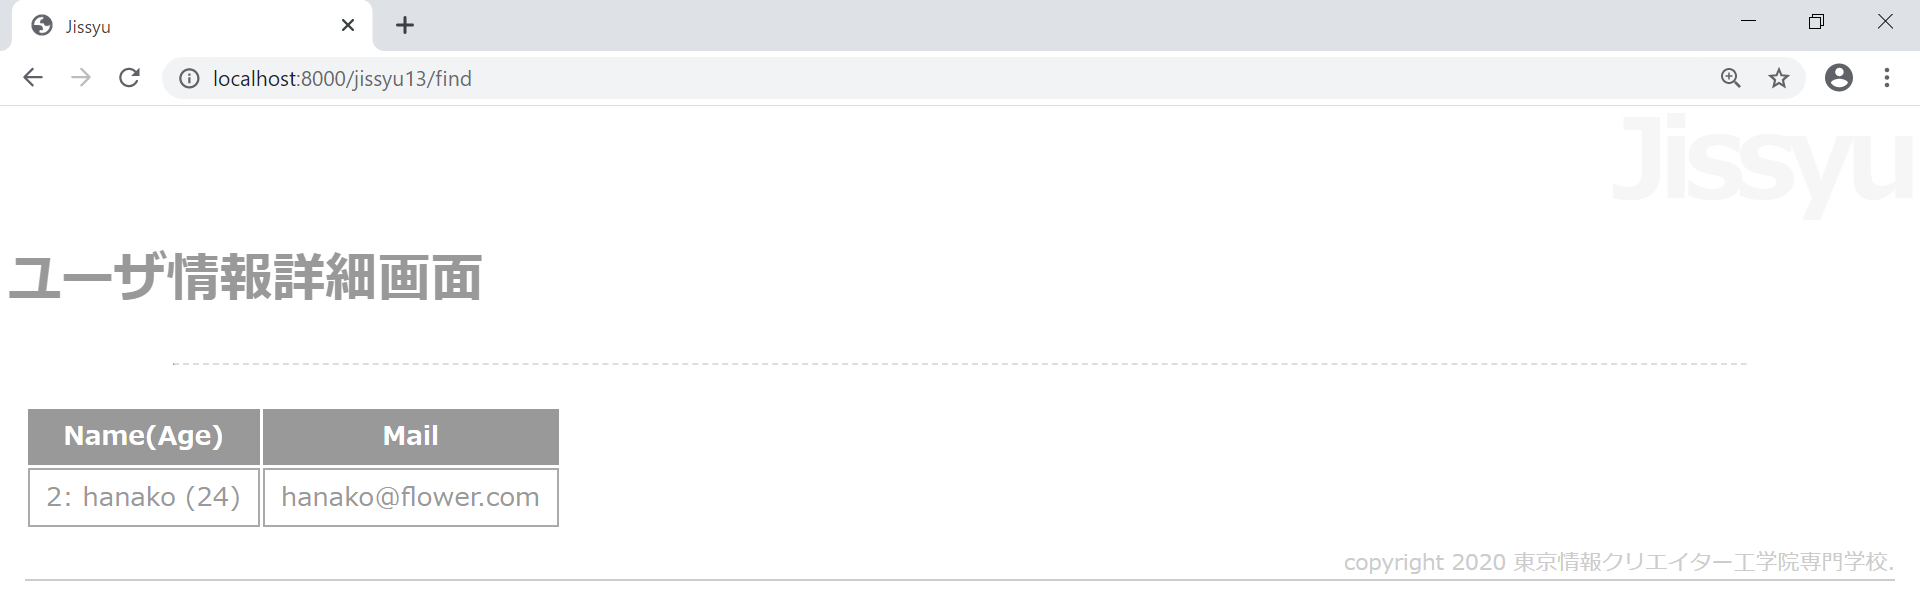 Jissyu
localhost:8000/jissyu13/find
Jissyu
ユーザ情報詳細画面
Name(Age) Mail
2: hanako (24) hanako@flower.com
copyright 2020 東京情報クリエイター工学院専門学校.